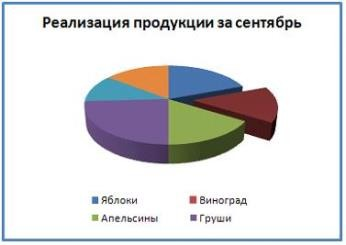 Реализация продукции за сентябрь
Яблоки Виноград
Апельсины Груши